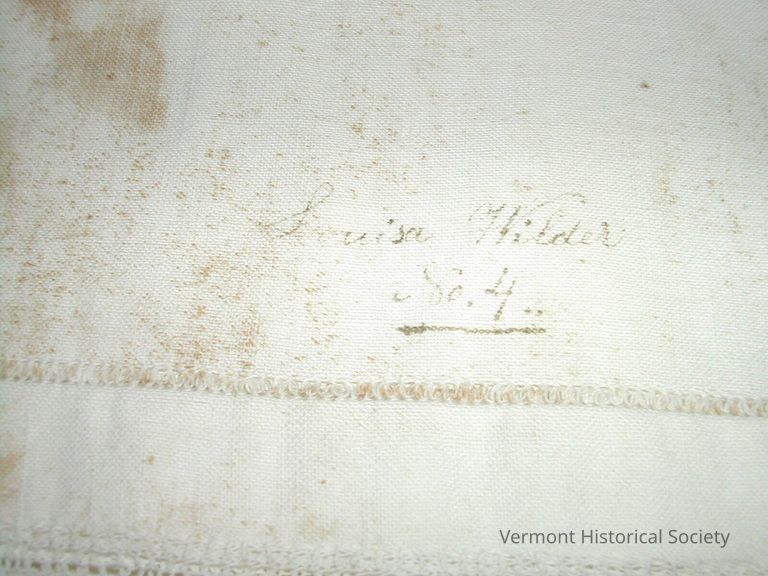 Louisa Wilder
No. 4..
Vermont Historical Society